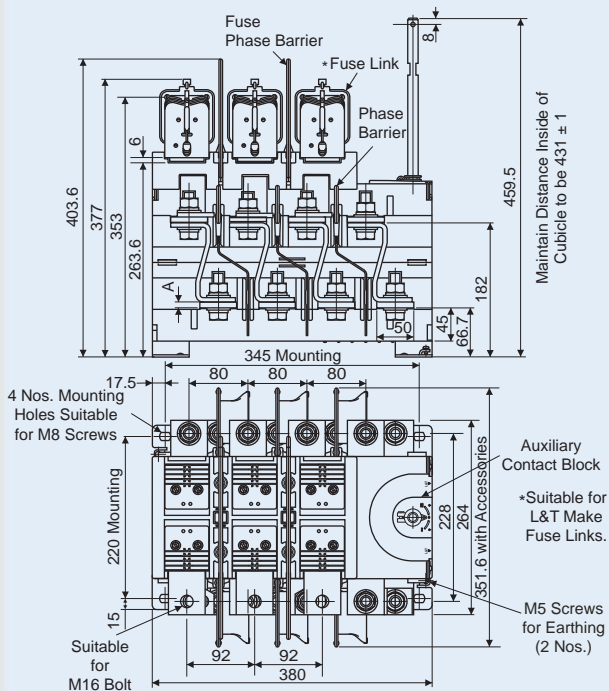 Fuse
Phase Barrier
*Fuse Link
Phase
Barrier
8
6
403.6
377
353
263.6
A
459.5
Maintain Distance Inside of
Cubicle to be 431 ± 1
182
50
45
66.7
345 Mounting
17.5
80
80
80
4 Nos. Mounting
Holes Suitable
for M8 Screws
220 Mounting
15
Suitable
for
M16 Bolt
92
92
380
228
264
351.6 with Accessories
Auxiliary
Contact Block
*Suitable for
L&T Make
Fuse Links.
M5 Screws
for Earthing
(2 Nos.)